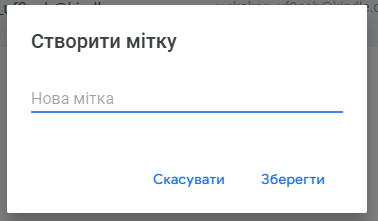 Створити мітку
Нова мітка
Скасувати
Зберегти